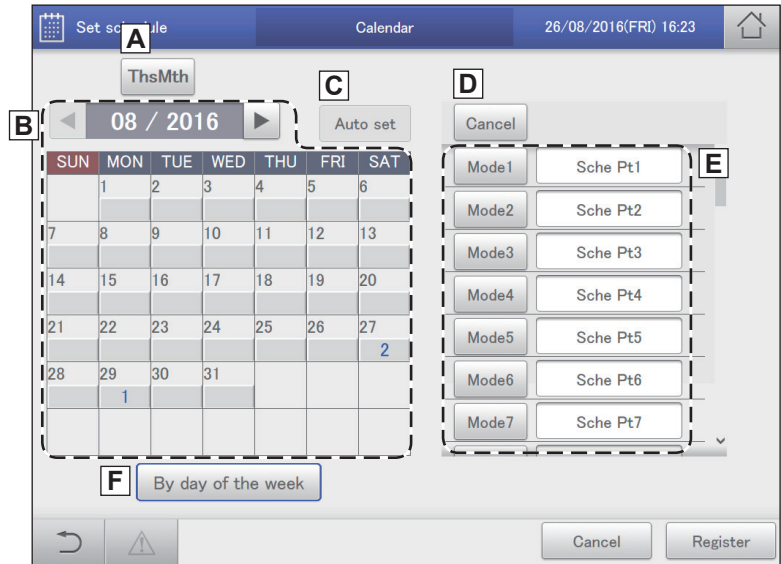 Set schedule Calendar 26/08/2016(FRI) 16:23
A
ThsMth
C D
B 08 / 2016 Auto set Cancel
E
SUN MON TUE WED THU FRI SAT
1 2 3 4 5 6
7 8 9 10 11 12 13
14 15 16 17 18 19 20
21 22 23 24 25 26 27
2
28 29 30 31
1
Mode1 Sche Pt1
Mode2 Sche Pt2
Mode3 Sche Pt3
Mode4 Sche Pt4
Mode5 Sche Pt5
Mode6 Sche Pt6
Mode7 Sche Pt7
F By day of the week
Cancel Register